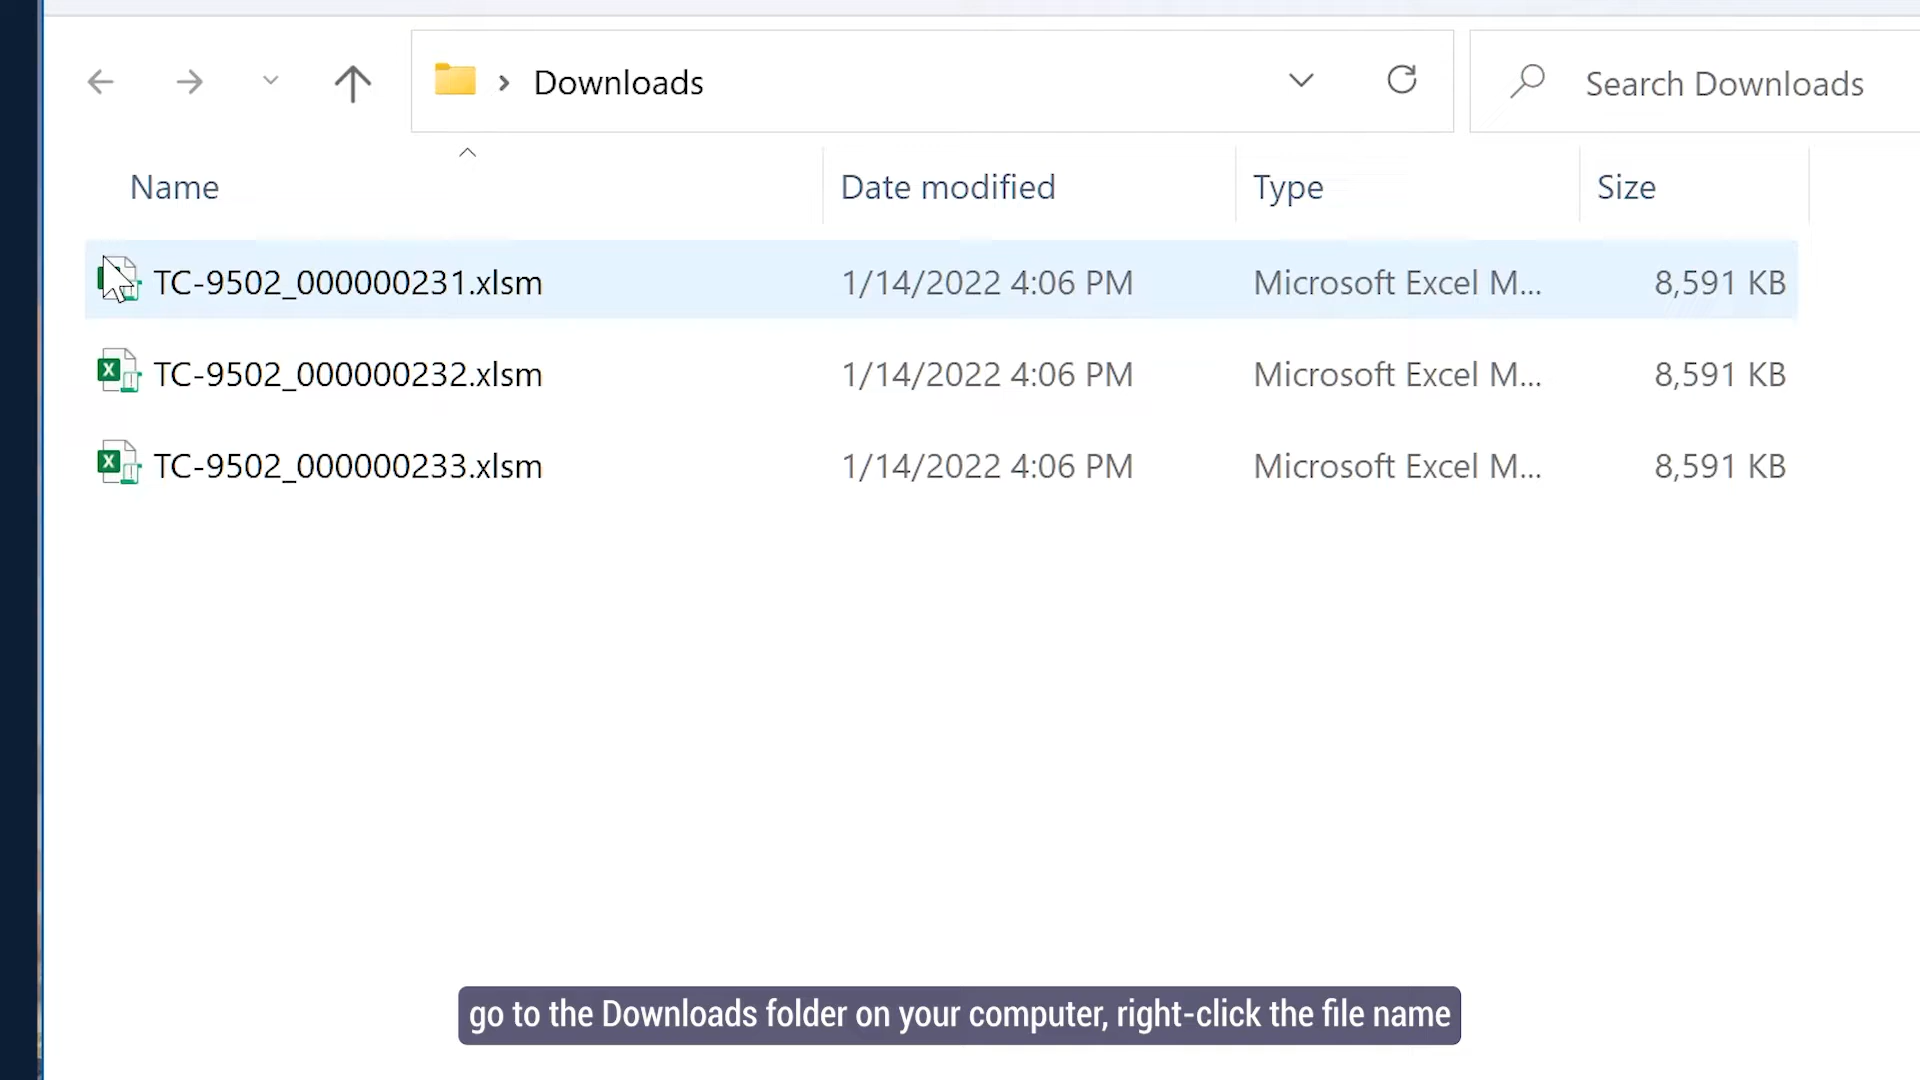 Downloads
Search Downloads
Name Date modified Type Size
TC-9502_000000231.xlsm 1/14/2022 4:06 PM Microsoft Excel M... 8,591 KB
TC-9502_000000232.xlsm 1/14/2022 4:06 PM Microsoft Excel M... 8,591 KB
TC-9502_000000233.xlsm 1/14/2022 4:06 PM Microsoft Excel M... 8,591 KB
go to the Downloads folder on your computer, right-click the file name